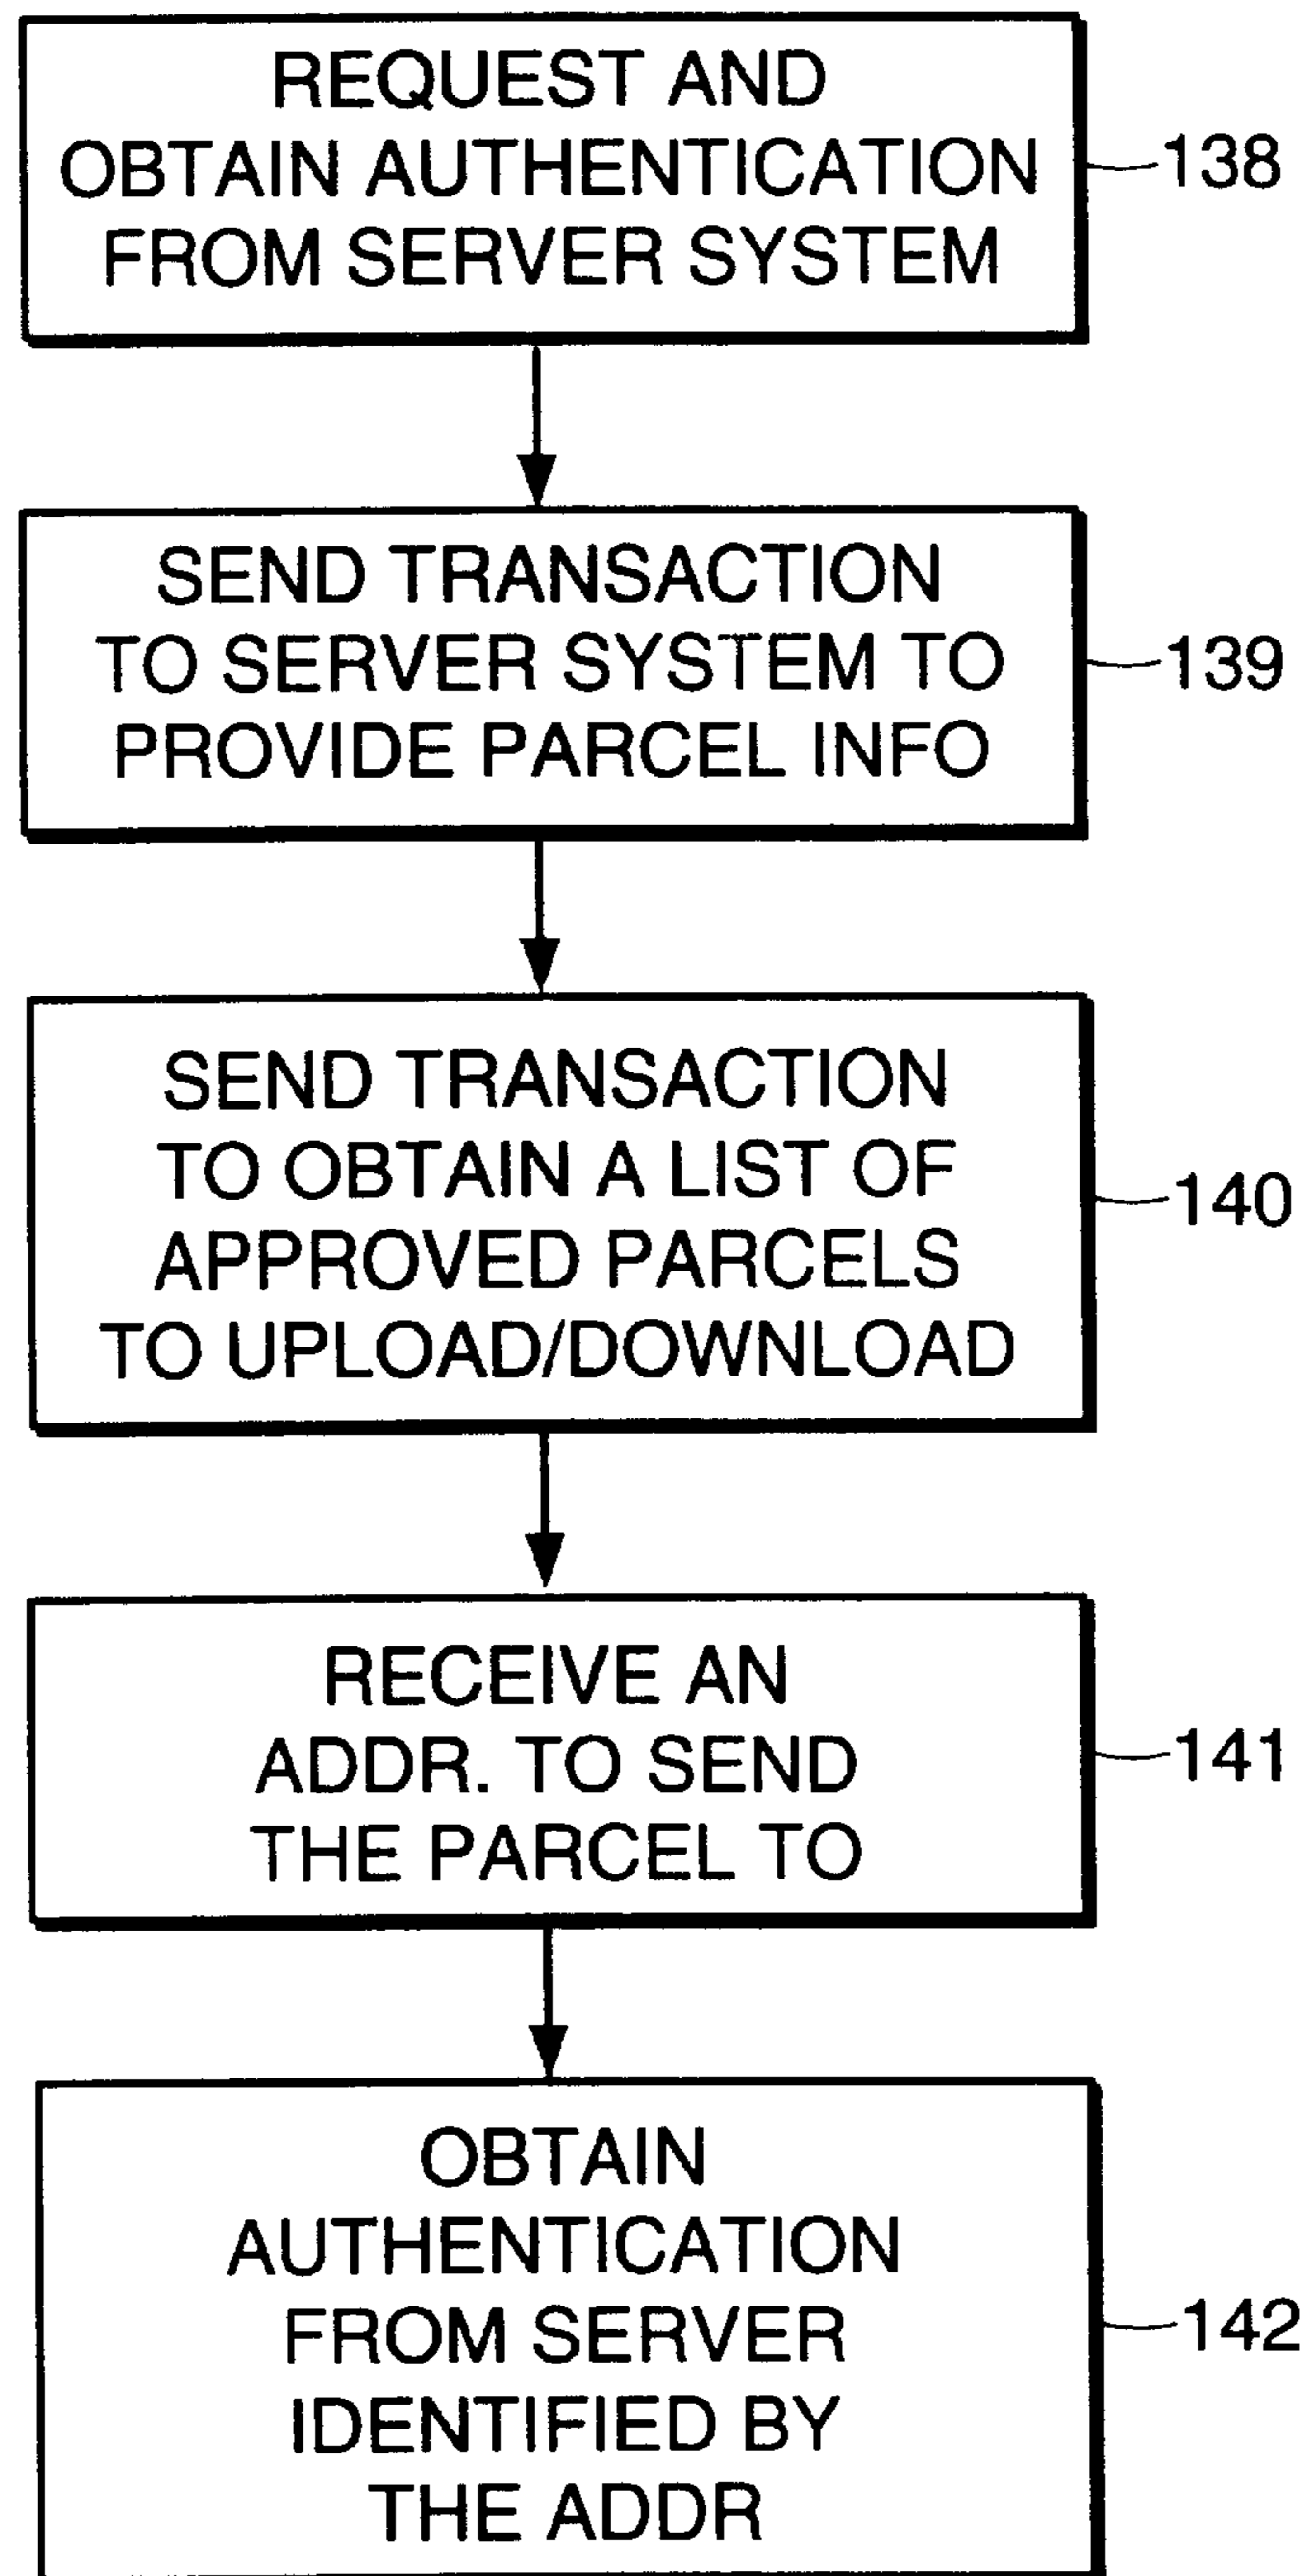 REQUEST AND
OBTAIN AUTHENTICATION
FROM SERVER SYSTEM
138
SEND TRANSACTION
TO SERVER SYSTEM TO
PROVIDE PARCEL INFO
139
SEND TRANSACTION
TO OBTAIN A LIST OF
APPROVED PARCELS
TO UPLOAD/DOWNLOAD
140
RECEIVE AN
ADDR. TO SEND
THE PARCEL TO
141
OBTAIN
AUTHENTICATION
FROM SERVER
IDENTIFIED BY
THE ADDR
142